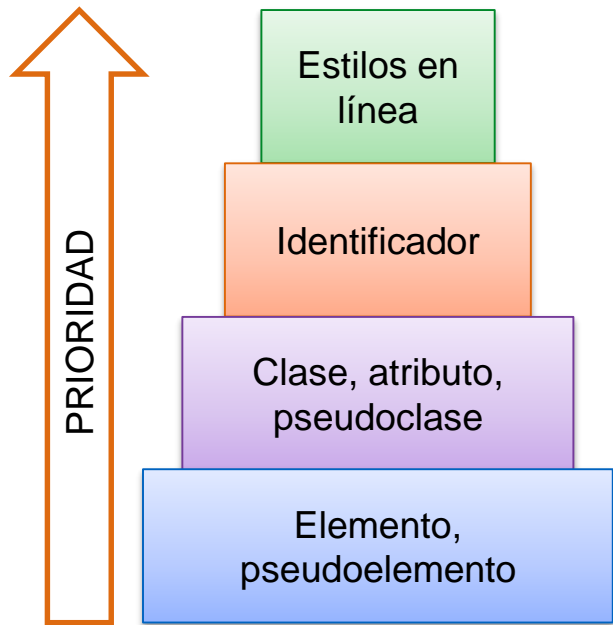 PRIORIDAD
Estilos en
línea
Identificador
Clase, atributo,
pseudoclase
Elemento,
pseudoelemento